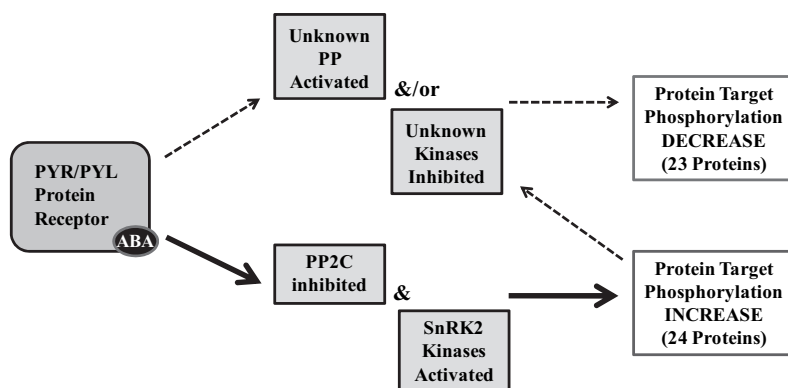 Unknown
PP
Activated
&/or
Unknown
Kinases
Inhibited
Protein Target
Phosphorylation
DECREASE
(23 Proteins)
PYR/PYL
Protein
Receptor
ABA
PP2C
inhibited
&
SnRK2
Kinases
Activated
Protein Target
Phosphorylation
INCREASE
(24 Proteins)